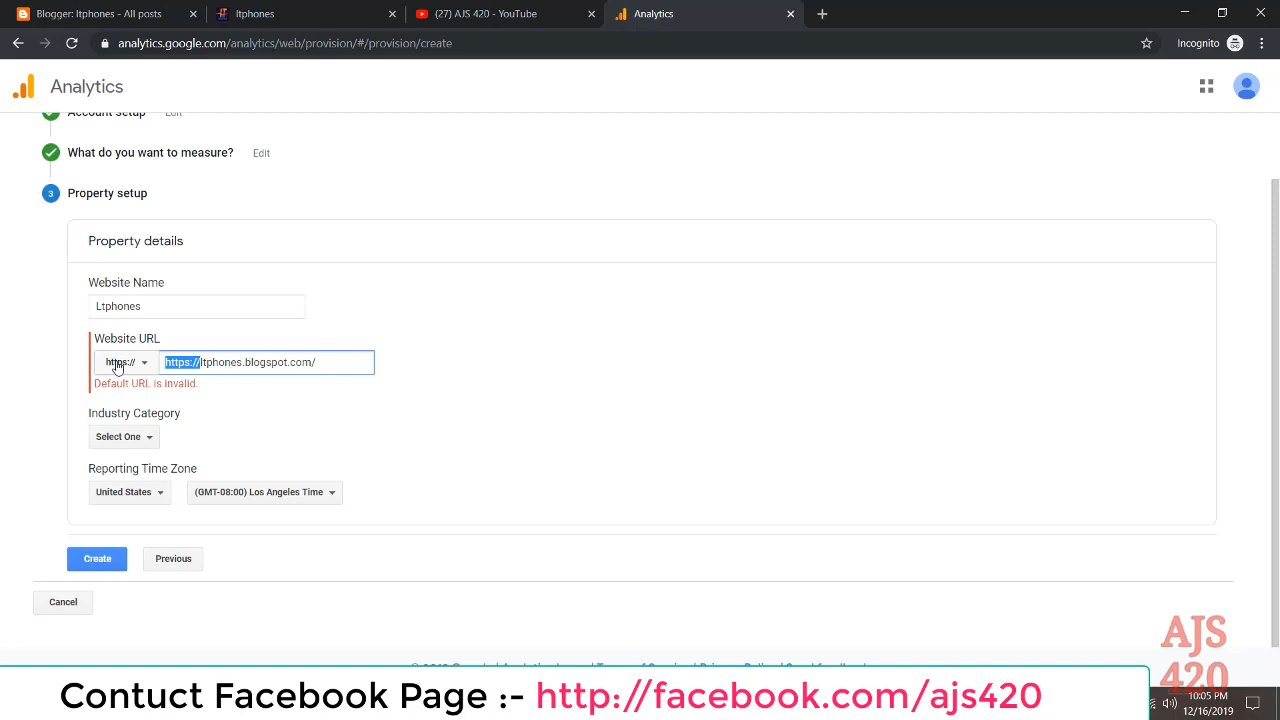 Blogger: ltphones - All posts
ltphones
(27) AJS 420 - YouTube
Analytics
analytics.google.com/analytics/web/provision/#/provision/create
Incognito
Analytics
Account setup Edit
What do you want to measure? Edit
3 Property setup
Property details
Website Name
Ltphones
Website URL
https:// https://ltphones.blogspot.com/
Default URL is invalid.
Industry Category
Select One
Reporting Time Zone
United States (GMT-08:00) Los Angeles Time
Create Previous
Cancel
AJS
420
Contuct Facebook Page :- http://facebook.com/ajs420
10:05 PM
12/16/2019